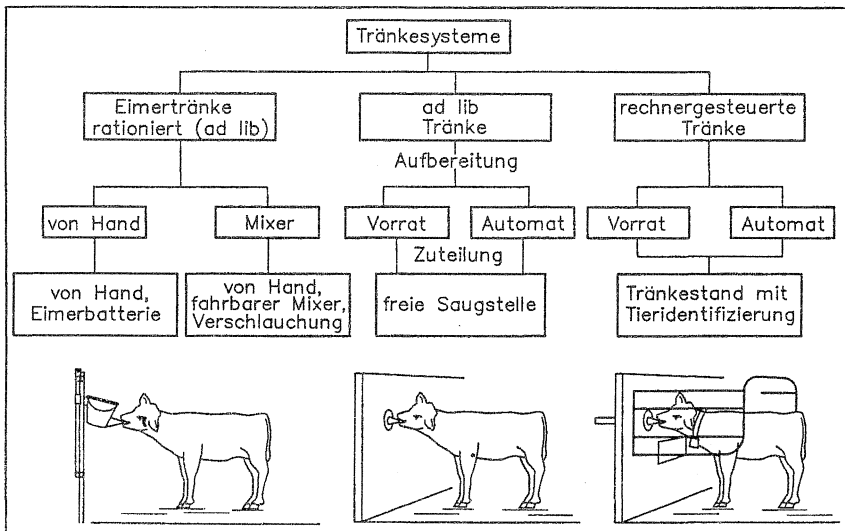 Tränkesysteme
Eimertränke
rationiert (ad lib)
ad lib
Tränke
rechnergesteuerte
Tränke
Aufbereitung
von Hand
Mixer
Vorrat
Automat
Vorrat
Automat
Zuteilung
von Hand,
Eimerbatterie
von Hand,
fahrbarer Mixer,
Verschlauchung
freie Saugstelle
Tränkestand mit
Tieridentifizierung